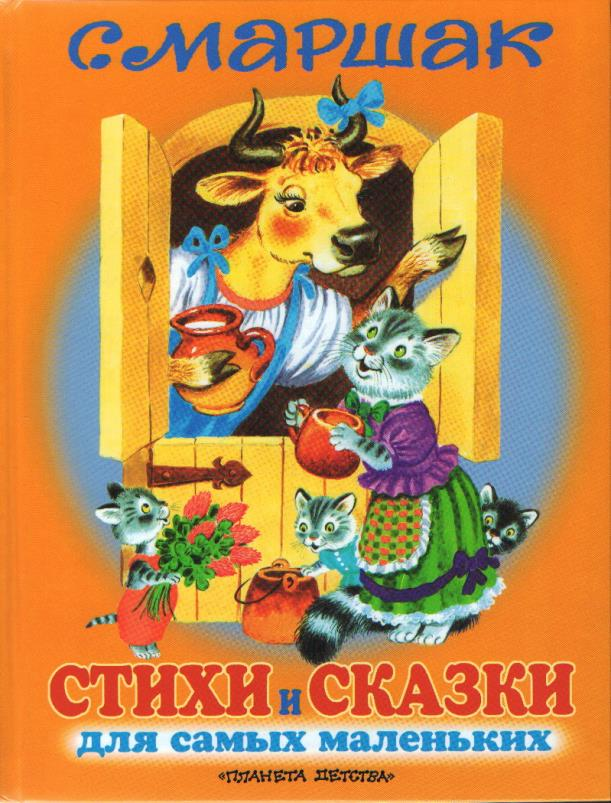 С. МАРШАК
СТИХИ и СКАЗКИ
для самых маленьких
«ПЛАНЕТА ДЕТСТВА»